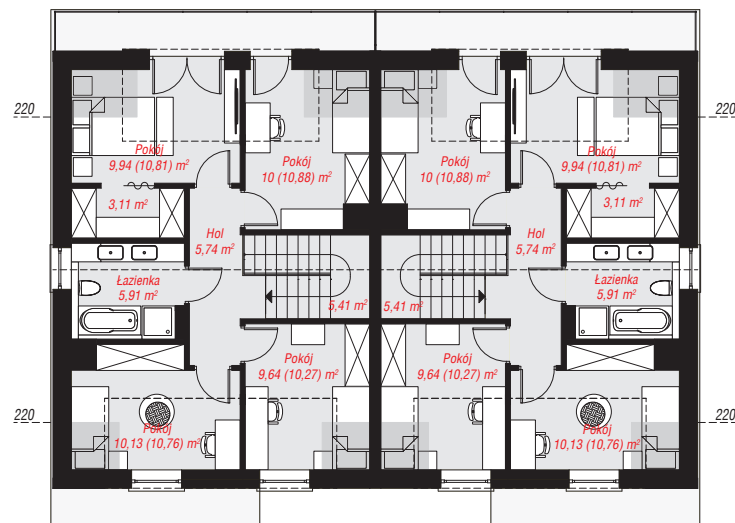 220
220
Pokój
9,94 (10,81) m²
Pokój
10 (10,88) m²
Pokój
10 (10,88) m²
Pokój
9,94 (10,81) m²
3,11 m²
3,11 m²
Hol
5,74 m²
Hol
5,74 m²
Łazienka
5,91 m²
5,41 m²
5,41 m²
Łazienka
5,91 m²
Pokój
9,64 (10,27) m²
Pokój
9,64 (10,27) m²
220
220
Pokój
10,13 (10,76) m²
Pokój
10,13 (10,76) m²